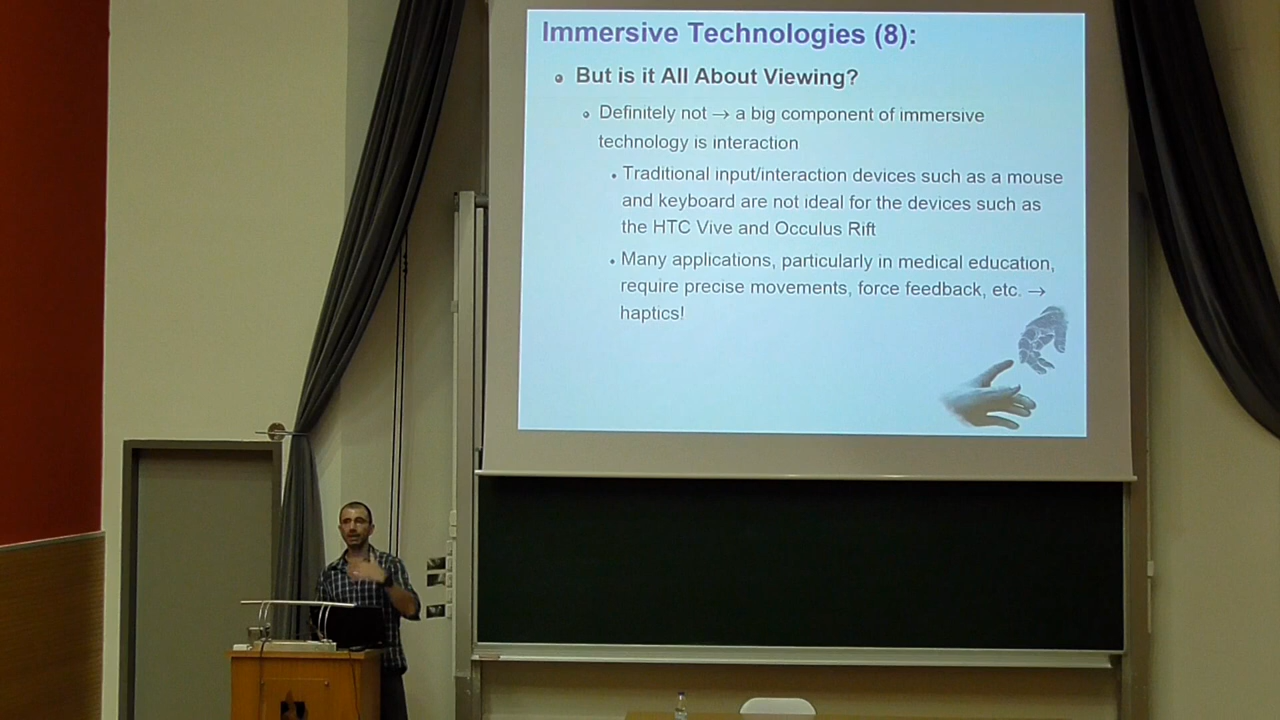 Immersive Technologies (8):
But is it All About Viewing?
Definitely not → a big component of immersive
technology is interaction
Traditional input/interaction devices such as a mouse
and keyboard are not ideal for the devices such as
the HTC Vive and Occulus Rift
Many applications, particularly in medical education,
require precise movements, force feedback, etc. →
haptics!